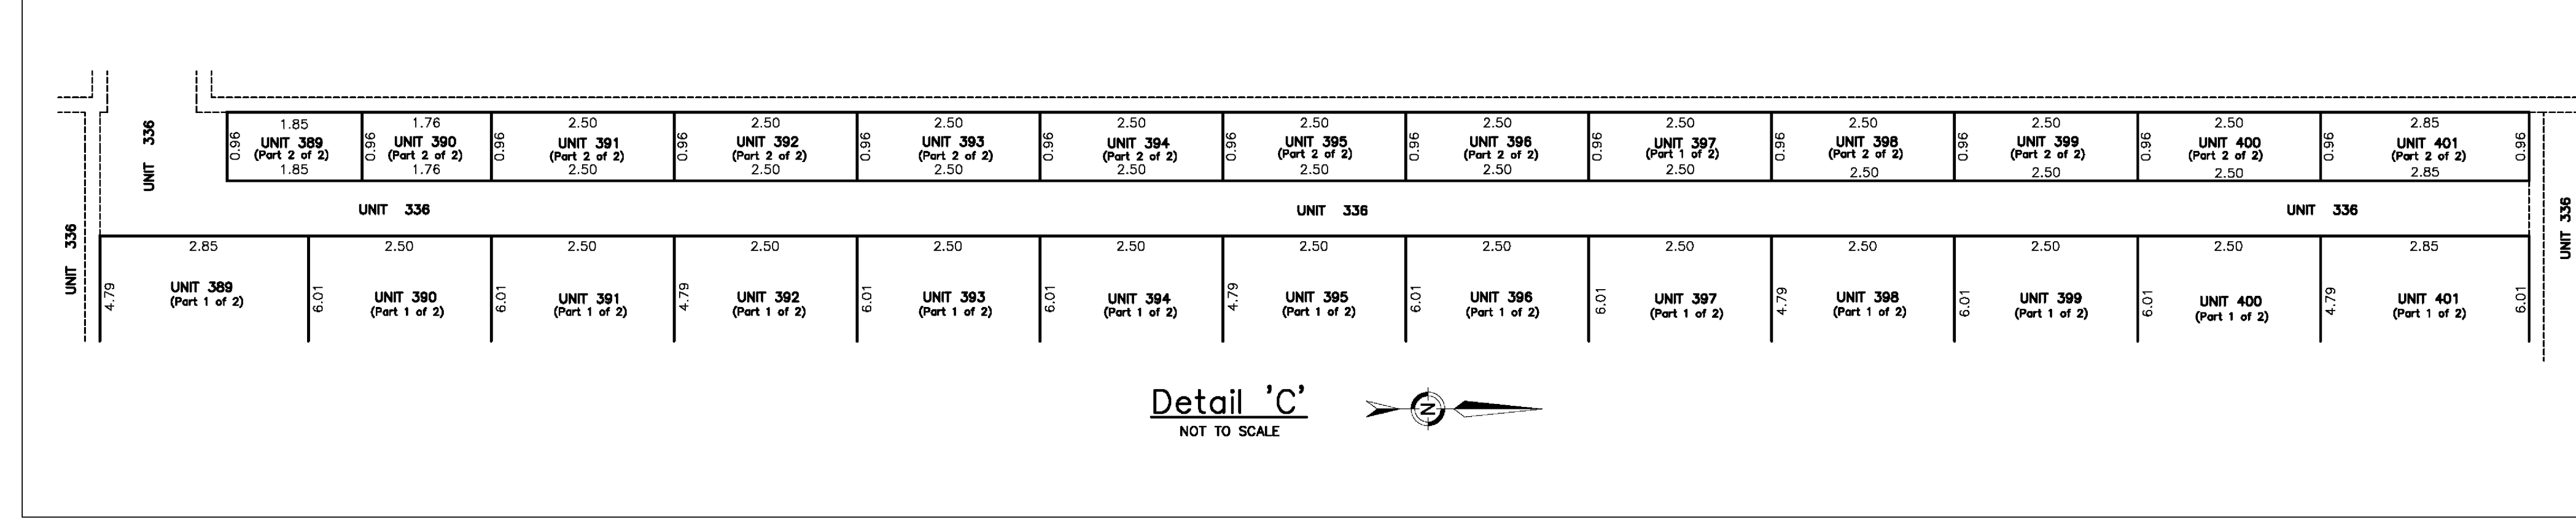 UNIT 336
UNIT 336
0.96
1.85
UNIT 389
(Part 2 of 2)
1.85
0.96
1.76
UNIT 390
(Part 2 of 2)
1.76
0.96
2.50
UNIT 391
(Part 2 of 2)
2.50
0.96
2.50
UNIT 392
(Part 2 of 2)
2.50
0.96
2.50
UNIT 393
(Part 2 of 2)
2.50
0.96
2.50
UNIT 394
(Part 2 of 2)
2.50
0.96
2.50
UNIT 395
(Part 2 of 2)
2.50
0.96
2.50
UNIT 396
(Part 2 of 2)
2.50
0.96
2.50
UNIT 397
(Part 1 of 2)
2.50
0.96
2.50
UNIT 398
(Part 2 of 2)
2.50
0.96
2.50
UNIT 399
(Part 2 of 2)
2.50
0.96
2.50
UNIT 400
(Part 2 of 2)
2.50
0.96
2.85
UNIT 401
(Part 2 of 2)
2.85
0.96
UNIT 336
UNIT 336
UNIT 336
UNIT 336
4.79
2.85
UNIT 389
(Part 1 of 2)
6.01
2.50
UNIT 390
(Part 1 of 2)
6.01
2.50
UNIT 391
(Part 1 of 2)
4.79
2.50
UNIT 392
(Part 1 of 2)
6.01
2.50
UNIT 393
(Part 1 of 2)
6.01
2.50
UNIT 394
(Part 1 of 2)
4.79
2.50
UNIT 395
(Part 1 of 2)
6.01
2.50
UNIT 396
(Part 1 of 2)
6.01
2.50
UNIT 397
(Part 1 of 2)
4.79
2.50
UNIT 398
(Part 1 of 2)
6.01
2.50
UNIT 399
(Part 1 of 2)
6.01
2.50
UNIT 400
(Part 1 of 2)
4.79
2.85
UNIT 401
(Part 1 of 2)
6.01
Detail 'C'
NOT TO SCALE
N